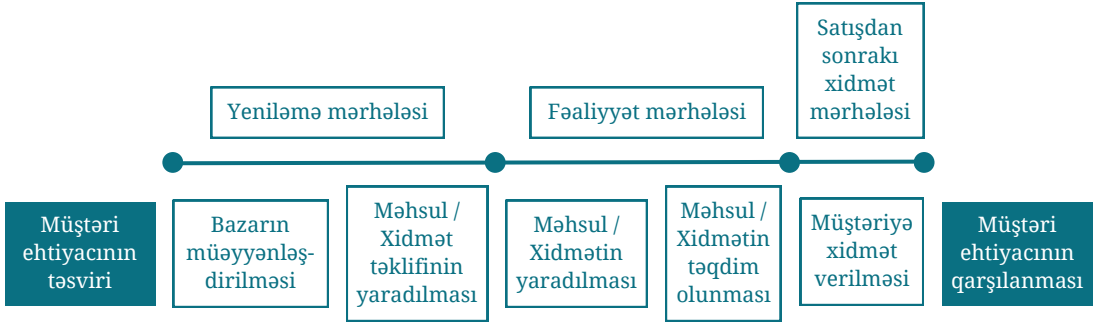 Satışdan
sonrakı
xidmət
mərhələsi
Yeniləmə mərhələsi
Fəaliyyət mərhələsi
Müştəri
ehtiyacının
təsviri
Bazarın
müəyyənləş-
dirilməsi
Məhsul /
Xidmət
təklifinin
yaradılması
Məhsul /
Xidmətin
yaradılması
Məhsul /
Xidmətin
təqdim
olunması
Müştəriyə
xidmət
verilməsi
Müştəri
ehtiyacının
qarşılanması